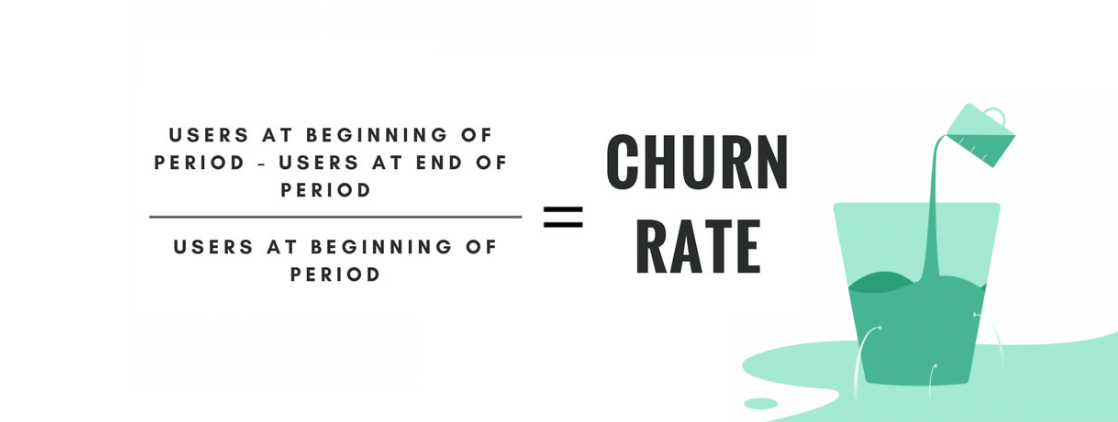 USERS AT BEGINNING OF
PERIOD - USERS AT END OF
PERIOD
USERS AT BEGINNING OF
PERIOD
=
CHURN
RATE